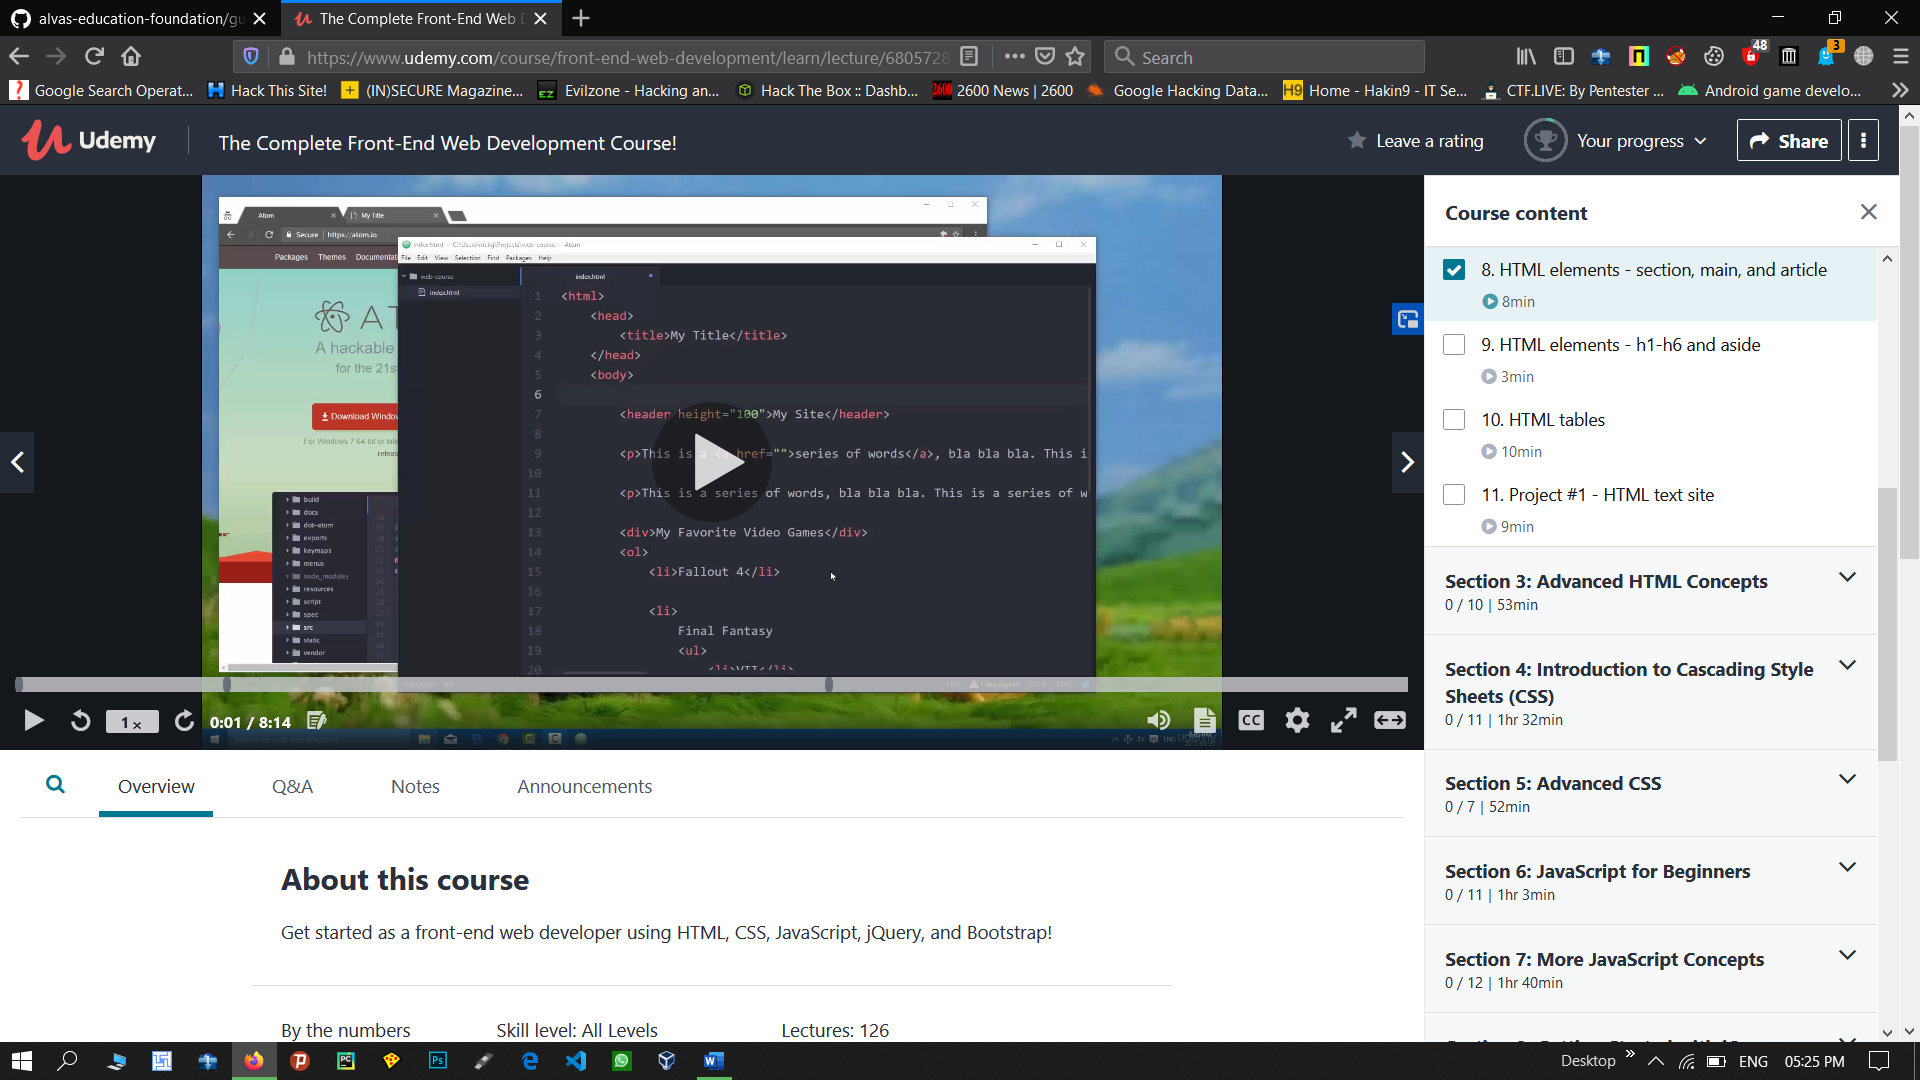 alvas-education-foundation/gu
The Complete Front-End Web D
https://www.udemy.com/course/front-end-web-development/learn/lecture/6805728
Search
48
3
Google Search Operat...
Hack This Site!
(IN)SECURE Magazine...
Evilzone - Hacking an...
Hack The Box :: Dashb...
2600 News | 2600
Google Hacking Data...
Home - Hakin9 - IT Se...
CTF.LIVE: By Pentester ...
Android game develo...
Udemy
The Complete Front-End Web Development Course!
Leave a rating
Your progress
Share
Atom
My Title
Secure
https://atom.io
Packages Themes
A hackable
for the 21s
Download Windo
build
docs
dot-atom
exports
keymaps
menus
node_modules
resources
script
spec
src
static
vendor
File Edit View Selection Find Packages Help
web-course
index.html
index.html
1 <html>
2 <head>
3 <title>My Title</title>
4 </head>
5 <body>
6
7 <header height="100">My Site</header>
8
9 <p>This is a <a href="">series of words</a>, bla bla bla. This i
10
11 <p>This is a series of words, bla bla bla. This is a series of w
12
13 <div>My Favorite Video Games</div>
14 <ol>
15 <li>Fallout 4</li>
16
17 <li>
18 Final Fantasy
19 <ul>
20 <li>VII</li>
1 x
0:01 / 8:14
CC
Course content
8. HTML elements - section, main, and article
8min
9. HTML elements - h1-h6 and aside
3min
10. HTML tables
10min
11. Project #1 - HTML text site
9min
Section 3: Advanced HTML Concepts
0 / 10 | 53min
Section 4: Introduction to Cascading Style
Sheets (CSS)
0 / 11 | 1hr 32min
Section 5: Advanced CSS
0 / 7 | 52min
Section 6: JavaScript for Beginners
0 / 11 | 1hr 3min
Section 7: More JavaScript Concepts
0 / 12 | 1hr 40min
Overview
Q&A
Notes
Announcements
About this course
Get started as a front-end web developer using HTML, CSS, JavaScript, jQuery, and Bootstrap!
By the numbers
Skill level: All Levels
Lectures: 126
Desktop
ENG
05:25 PM